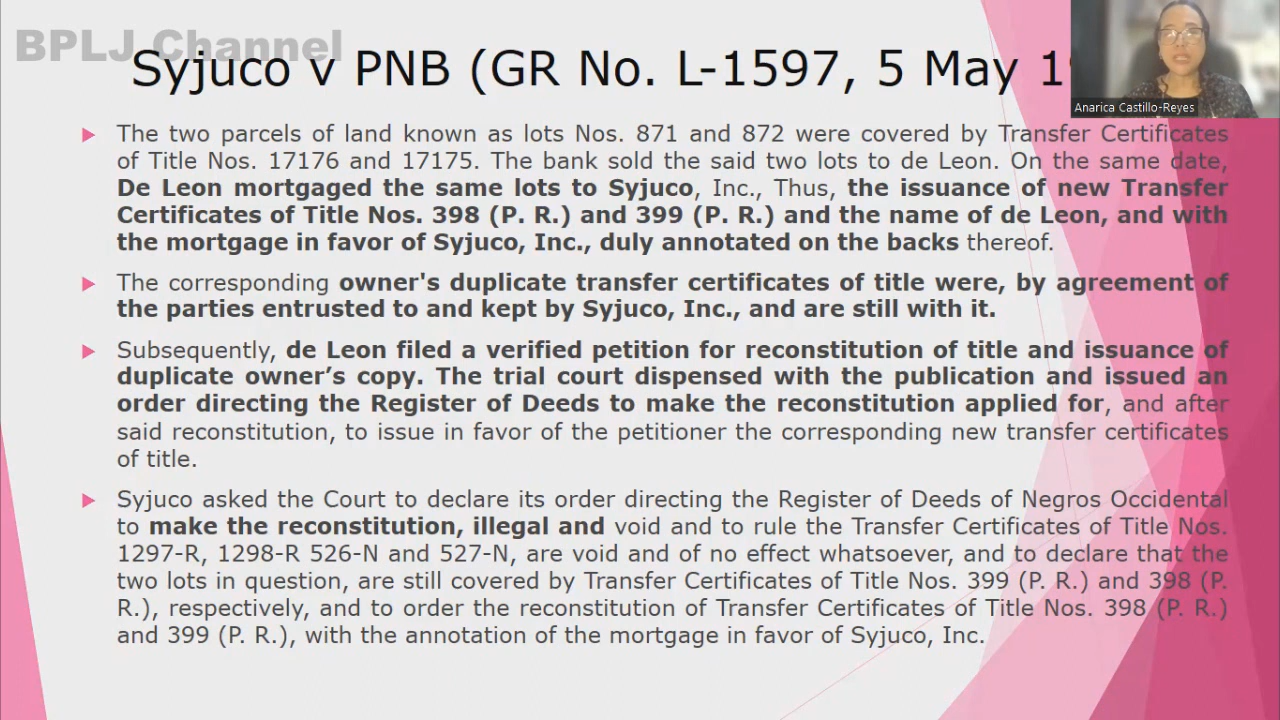 BPLJ Channel
Syjuco v PNB (GR No. L-1597, 5 May
Anarica Castillo-Reyes
The two parcels of land known as lots Nos. 871 and 872 were covered by Transfer Certificates
of Title Nos. 17176 and 17175. The bank sold the said two lots to de Leon. On the same date,
De Leon mortgaged the same lots to Syjuco, Inc., Thus, the issuance of new Transfer
Certificates of Title Nos. 398 (P. R.) and 399 (P. R.) and the name of de Leon, and with
the mortgage in favor of Syjuco, Inc., duly annotated on the backs thereof.
The corresponding owner's duplicate transfer certificates of title were, by agreement of
the parties entrusted to and kept by Syjuco, Inc., and are still with it.
Subsequently, de Leon filed a verified petition for reconstitution of title and issuance of
duplicate owner’s copy. The trial court dispensed with the publication and issued an
order directing the Register of Deeds to make the reconstitution applied for, and after
said reconstitution, to issue in favor of the petitioner the corresponding new transfer certificates
of title.
Syjuco asked the Court to declare its order directing the Register of Deeds of Negros Occidental
to make the reconstitution, illegal and void and to rule the Transfer Certificates of Title Nos.
1297-R, 1298-R 526-N and 527-N, are void and of no effect whatsoever, and to declare that the
two lots in question, are still covered by Transfer Certificates of Title Nos. 399 (P. R.) and 398 (P.
R.), respectively, and to order the reconstitution of Transfer Certificates of Title Nos. 398 (P. R.)
and 399 (P. R.), with the annotation of the mortgage in favor of Syjuco, Inc.